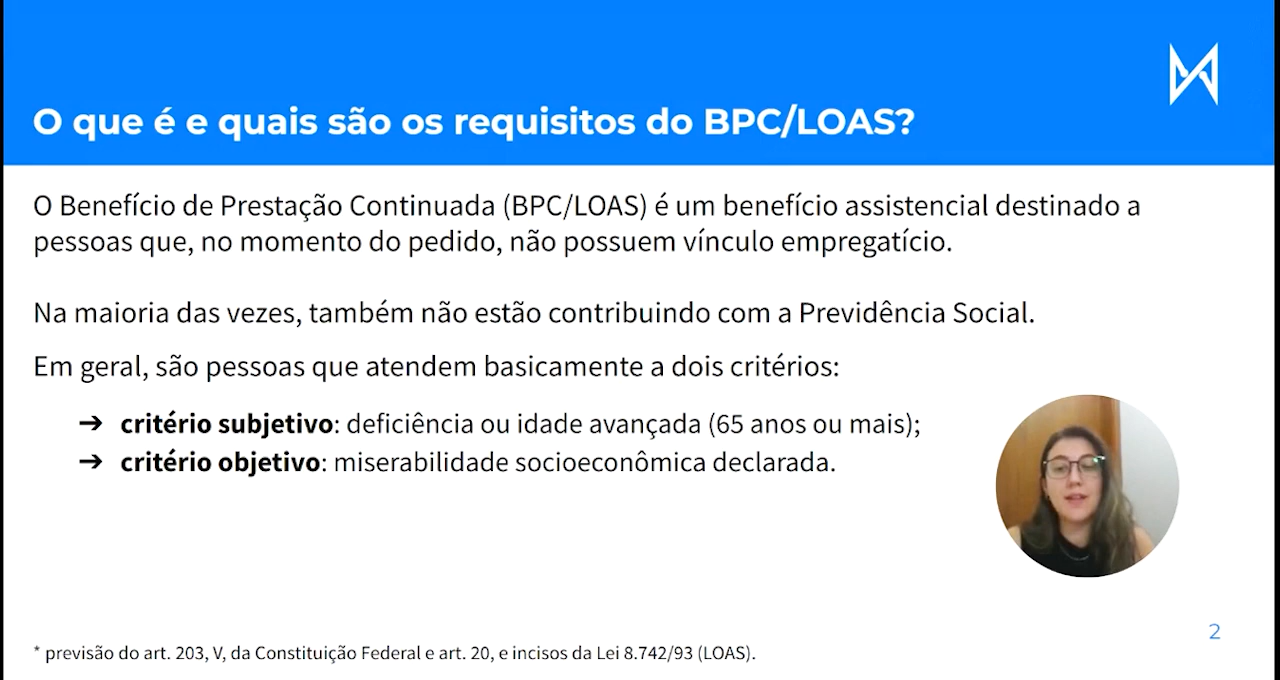 O que é e quais são os requisitos do BPC/LOAS?
O Benefício de Prestação Continuada (BPC/LOAS) é um benefício assistencial destinado a
pessoas que, no momento do pedido, não possuem vínculo empregatício.
Na maioria das vezes, também não estão contribuindo com a Previdência Social.
Em geral, são pessoas que atendem basicamente a dois critérios:
➔ critério subjetivo: deficiência ou idade avançada (65 anos ou mais);
➔ critério objetivo: miserabilidade socioeconômica declarada.
2
* previsão do art. 203, V, da Constituição Federal e art. 20, e incisos da Lei 8.742/93 (LOAS).